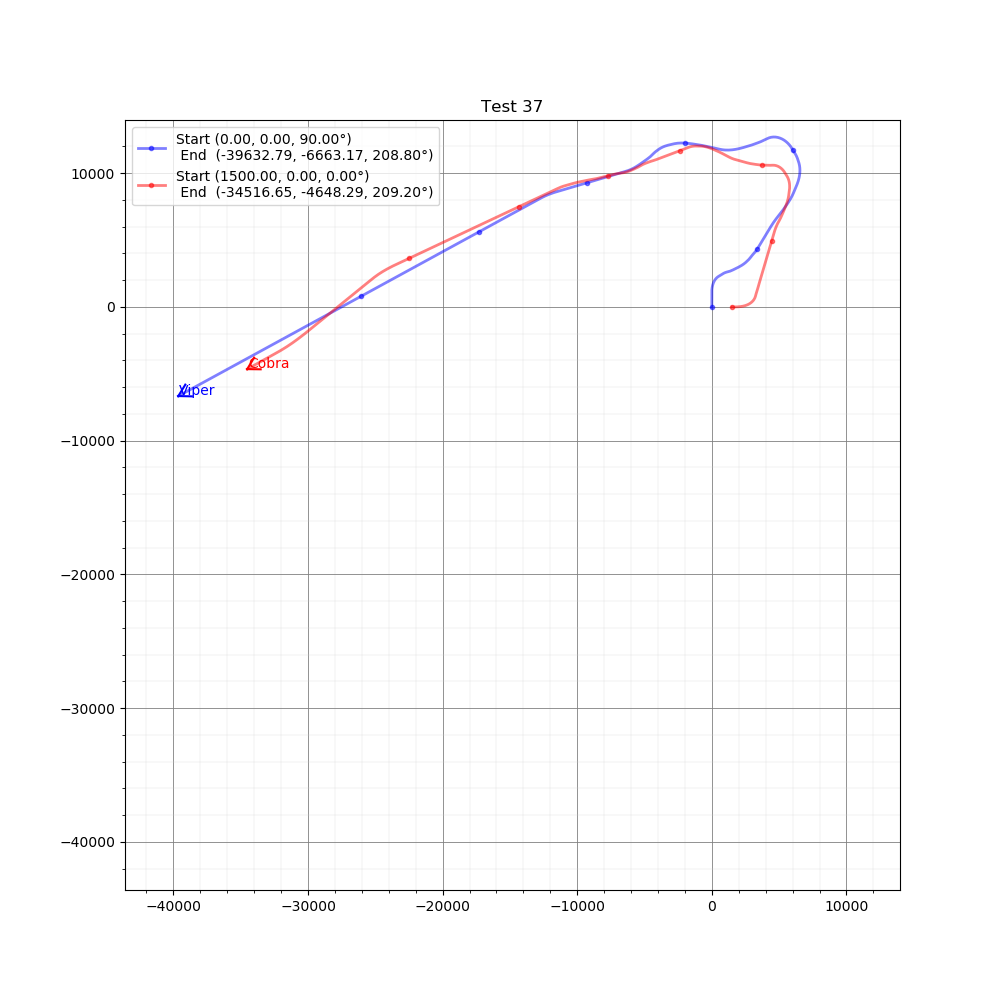 Test 37
Start (0.00, 0.00, 90.00°)
End (-39632.79, -6663.17, 208.80°)
Start (1500.00, 0.00, 0.00°)
End (-34516.65, -4648.29, 209.20°)
10000
0
−10000
−20000
−30000
−40000
Cobra
Viper
−40000 −30000 −20000 −10000 0 10000